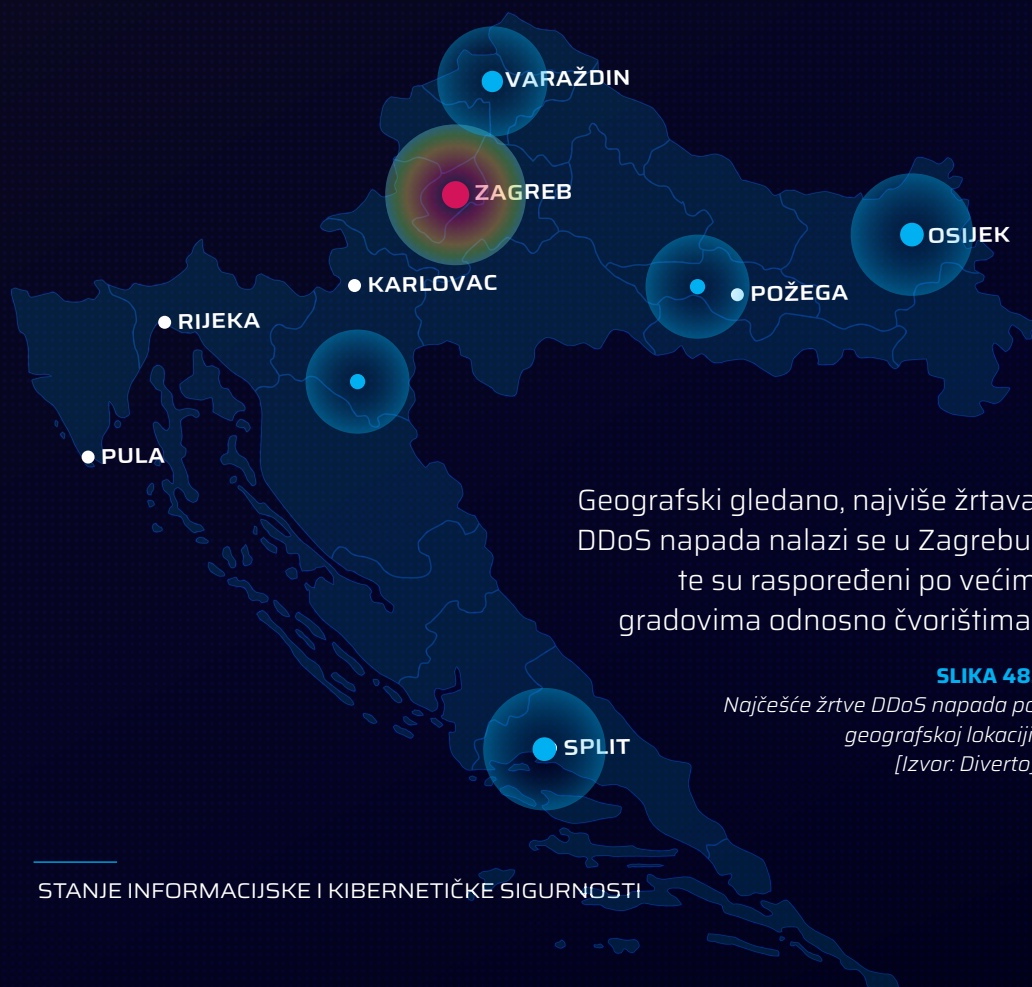 VARAŽDIN
ZAGREB
OSIJEK
KARLOVAC
POŽEGA
RIJEKA
PULA
Geografski gledano, najviše žrtava
DDoS napada nalazi se u Zagrebu
te su raspoređeni po većim
gradovima odnosno čvorištima
SLIKA 48
Najčešće žrtve DDoS napada po
geografskoj lokaciji
[Izvor: Diverto]
SPLIT
STANJE INFORMACIJSKE I KIBERNETIČKE SIGURNOSTI